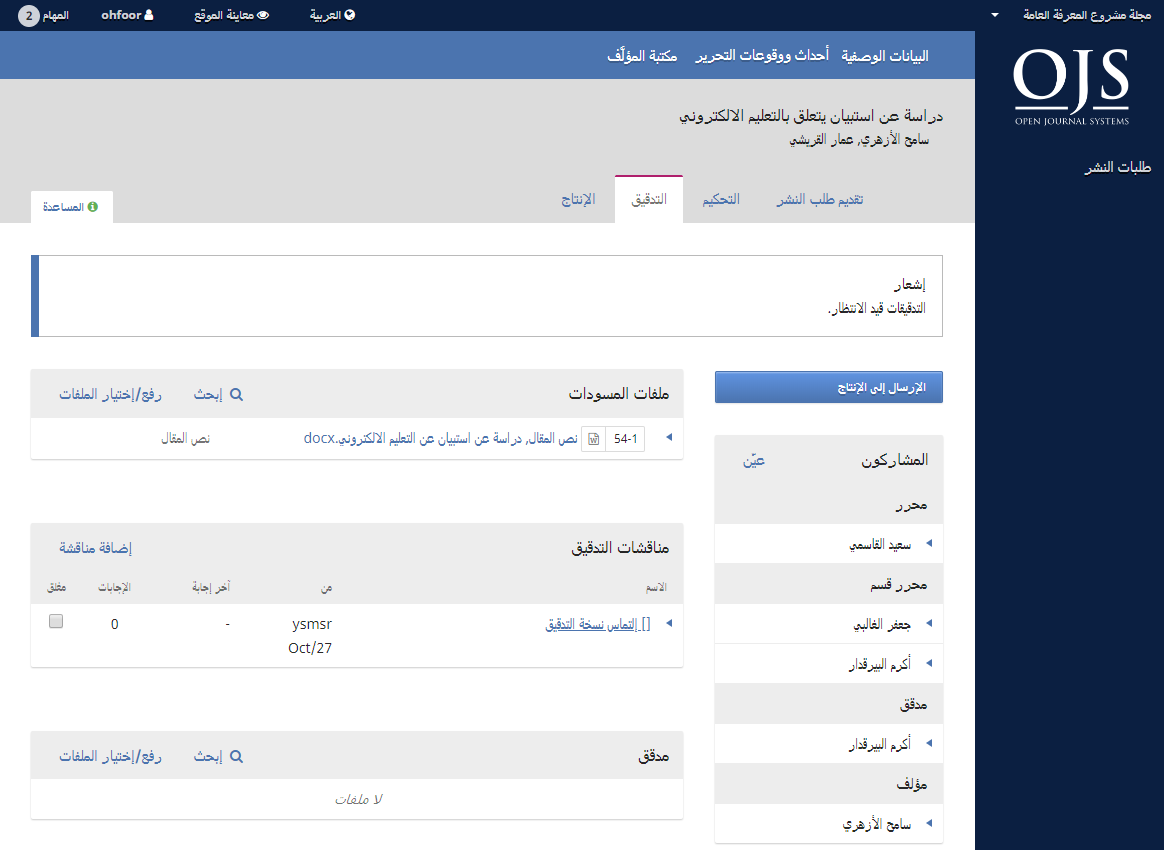 مجلة مشروع المعرفة العامة
العربية
معاينة الموقع
ohfoor
المهام 2
OJS
OPEN JOURNAL SYSTEMS
طلبات النشر
البيانات الوصفية أحداث ووقوعات التحرير مكتبة المؤلَّف
دراسة عن استبيان يتعلق بالتعليم الالكتروني
سامح الأزهري, عمار القريشي
تقديم طلب النشر التحكيم التدقيق الإنتاج
المساعدة
إشعار
التدقيقات قيد الانتظار.
الإرسال إلى الإنتاج
المشاركون عيّن
محرر
سعيد القاسمي
محرر قسم
جعفر الغالبي
أكرم البيرقدار
مدقق
أكرم البيرقدار
مؤلف
سامح الأزهري
ملفات المسودات إبحث رفع/إختيار الملفات
54-1 نص المقال, دراسة عن استبيان عن التعليم الالكتروني.docx نص المقال
مناقشات التدقيق إضافة مناقشة
الاسم من آخر إجابة الإجابات مغلق
[] إلتماس نسخة التدقيق ysmsr - 0
Oct/27
مدقق إبحث رفع/إختيار الملفات
لا ملفات